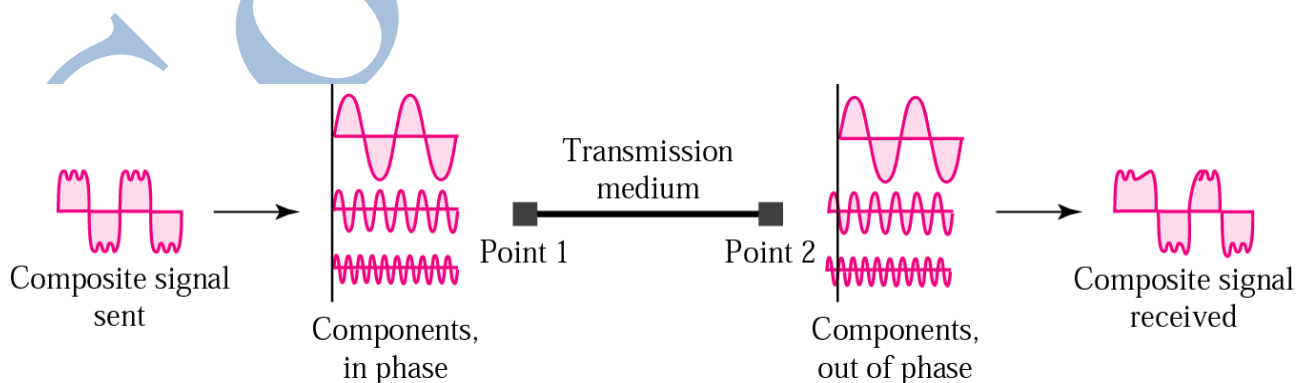 Transmission
medium
Point 1
Point 2
Composite signal
sent
Components,
in phase
Components,
out of phase
Composite signal
received